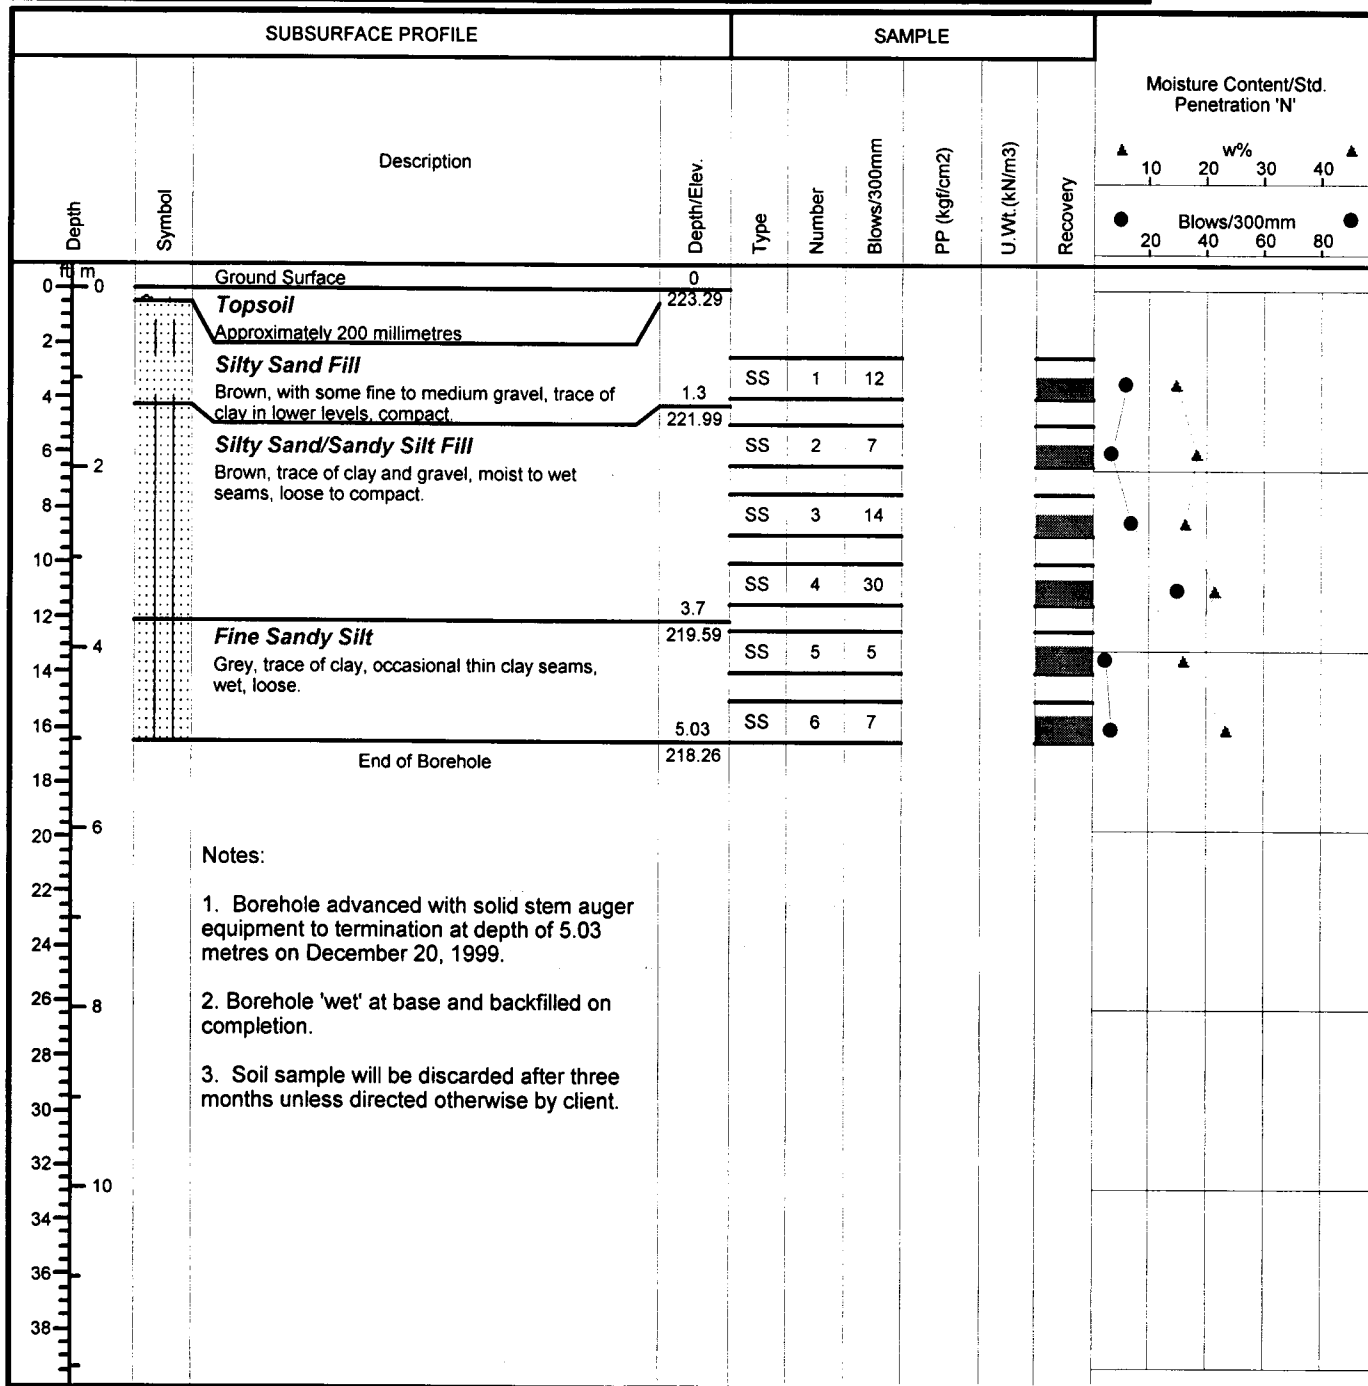 SUBSURFACE PROFILE
SAMPLE
Depth
Symbol
Description
Depth/Elev.
Type
Number
Blows/300mm
PP (kgf/cm2)
U.Wt.(kN/m3)
Recovery
Moisture Content/Std.
Penetration 'N'
w%
10 20 30 40
Blows/300mm
20 40 60 80
ft m
0 0
Ground Surface 0
223.29
Topsoil
Approximately 200 millimetres
2
Silty Sand Fill
Brown, with some fine to medium gravel, trace of
clay in lower levels, compact.
1.3
221.99
SS 1 12
4
Silty Sand/Sandy Silt Fill
Brown, trace of clay and gravel, moist to wet
seams, loose to compact.
SS 2 7
6
2
8
SS 3 14
10
SS 4 30
12
3.7
219.59
Fine Sandy Silt
Grey, trace of clay, occasional thin clay seams,
wet, loose.
4
SS 5 5
14
16
5.03
SS 6 7
End of Borehole
218.26
18
20
6
22
24
26
8
28
30
32
10
34
36
38
Notes:
1. Borehole advanced with solid stem auger
equipment to termination at depth of 5.03
metres on December 20, 1999.
2. Borehole 'wet' at base and backfilled on
completion.
3. Soil sample will be discarded after three
months unless directed otherwise by client.